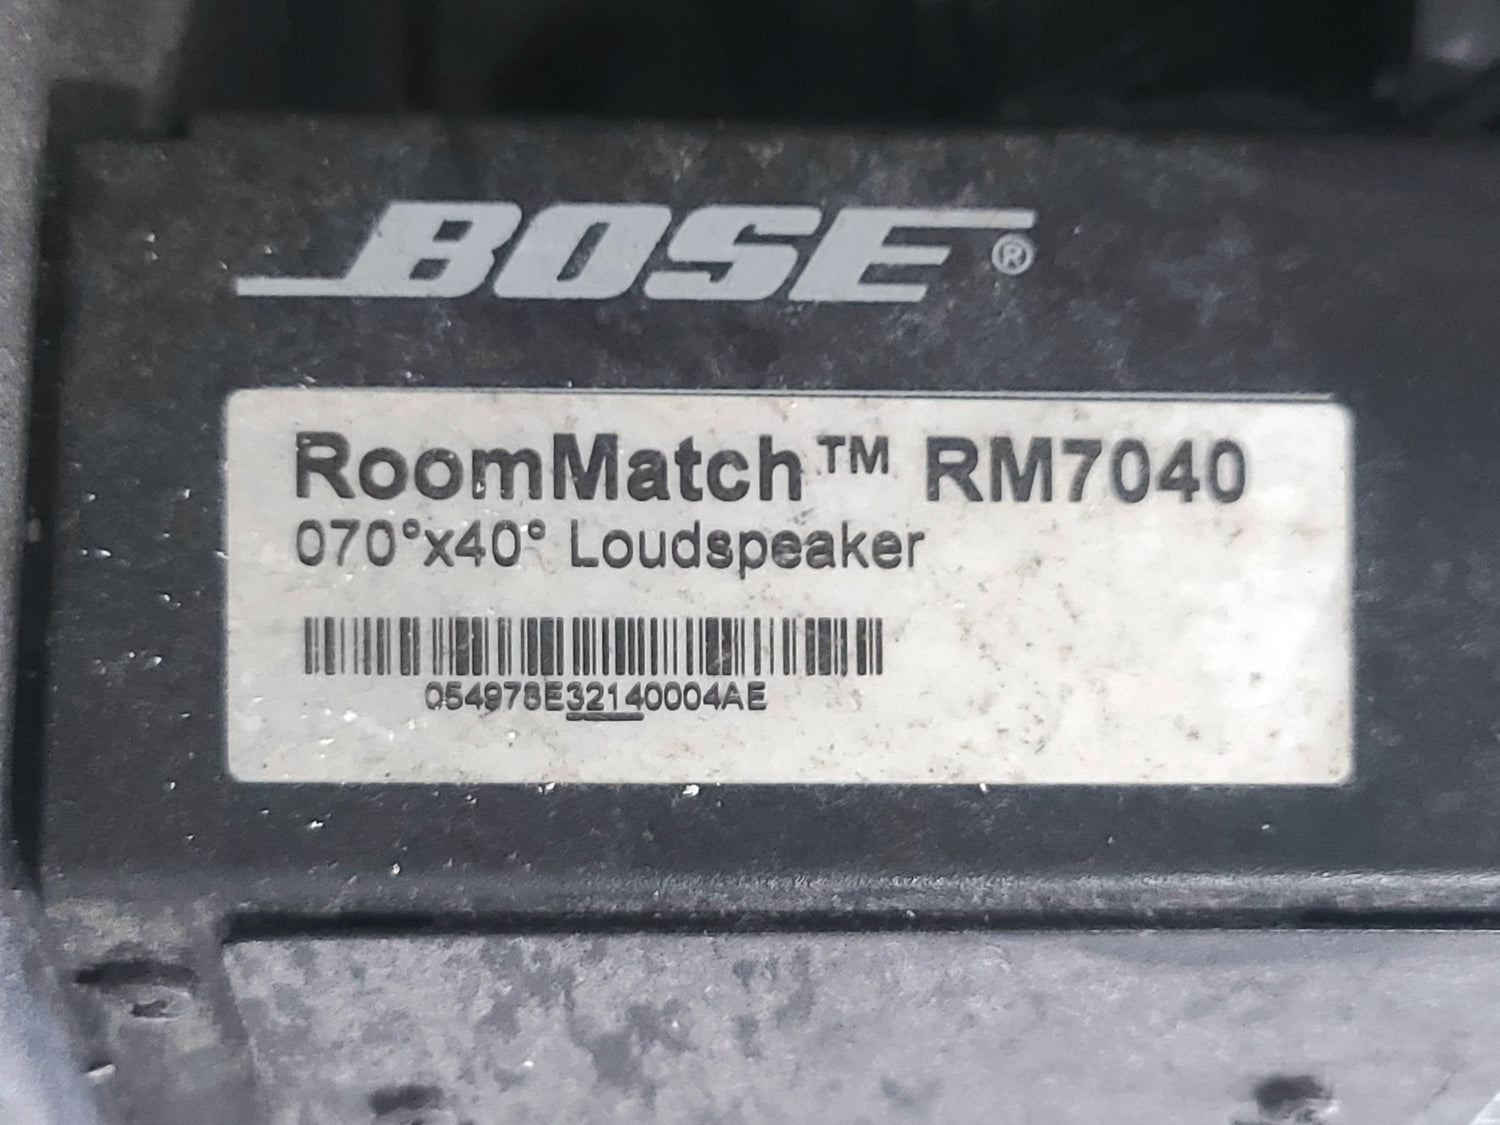 BOSE®
RoomMatch™ RM7040
070°x40° Loudspeaker
054978E32140004AE